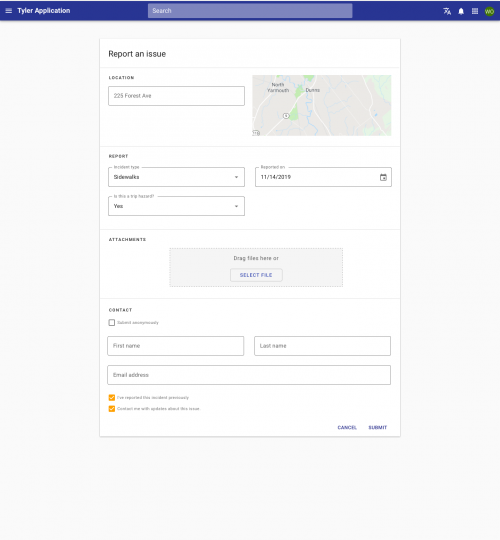 Tyler Application
Search
WO
Report an issue
LOCATION
225 Forest Ave
North
Yarmouth
Dunns
REPORT
Incident type
Sidewalks
Reported on
11/14/2019
Is this a trip hazard?
Yes
ATTACHMENTS
Drag files here or
SELECT FILE
CONTACT
Submit anonymously
First name
Last name
Email address
I've reported this incident previously
Contact me with updates about this issue
CANCEL
SUBMIT